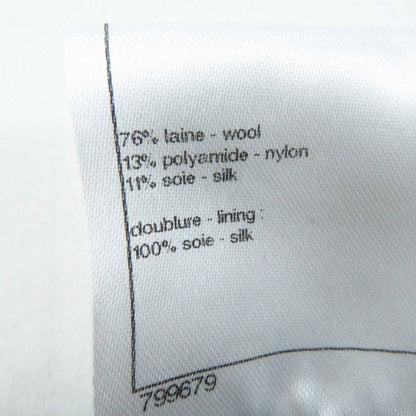 76% laine - wool
13% polyamide - nylon
11% soie - silk
doublure - lining :
100% soie - silk
799679